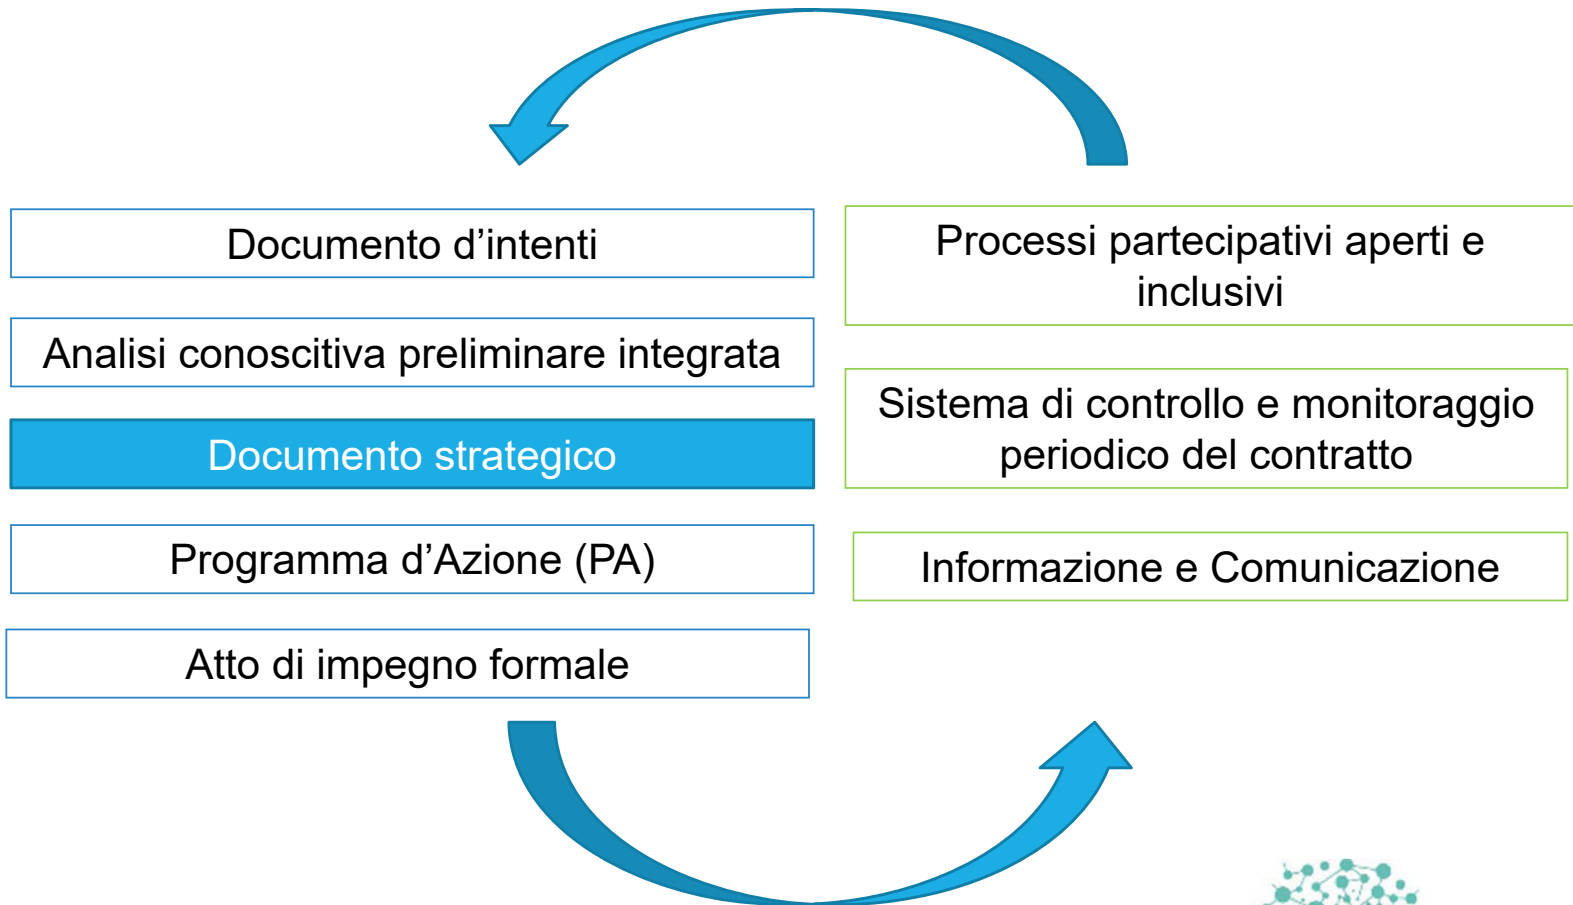 Documento d’intenti
Analisi conoscitiva preliminare integrata
Documento strategico
Programma d’Azione (PA)
Atto di impegno formale
Processi partecipativi aperti e
inclusivi
Sistema di controllo e monitoraggio
periodico del contratto
Informazione e Comunicazione